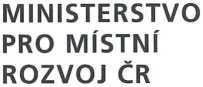 MINISTERSTVO
PRO MÍSTNÍ
ROZVOJ ČR